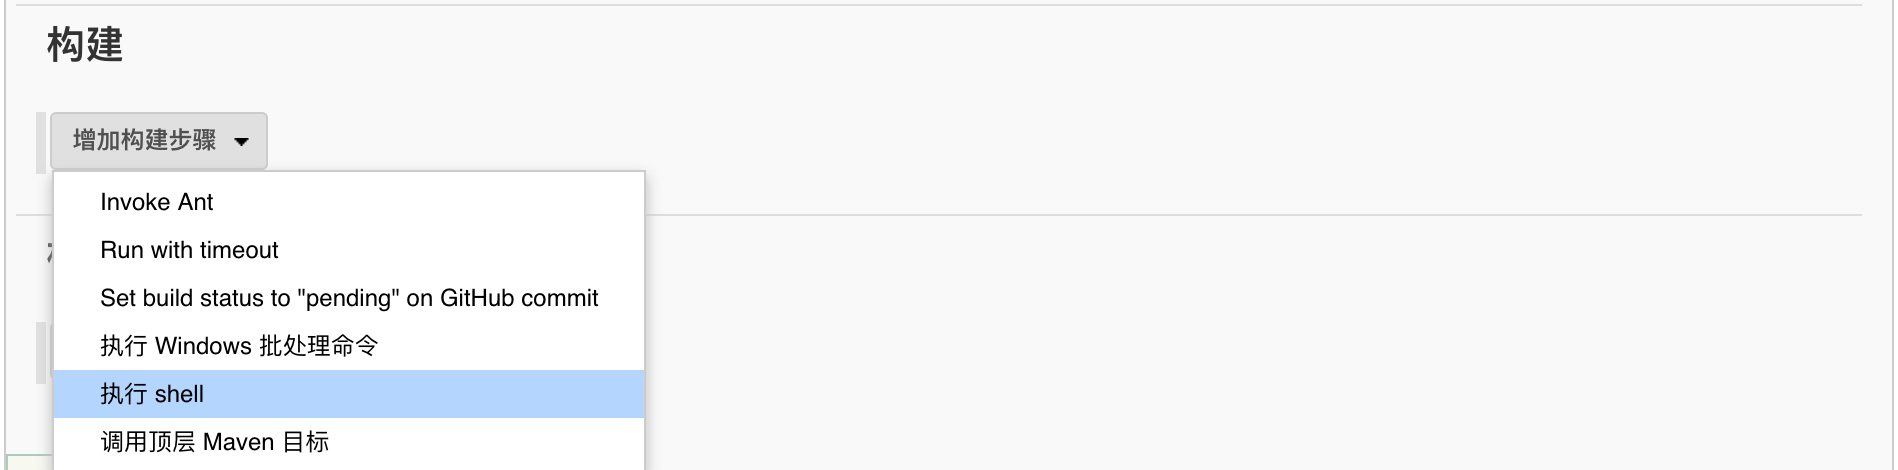 构建
增加构建步骤
Invoke Ant
Run with timeout
Set build status to "pending" on GitHub commit
执行 Windows 批处理命令
执行 shell
调用顶层 Maven 目标